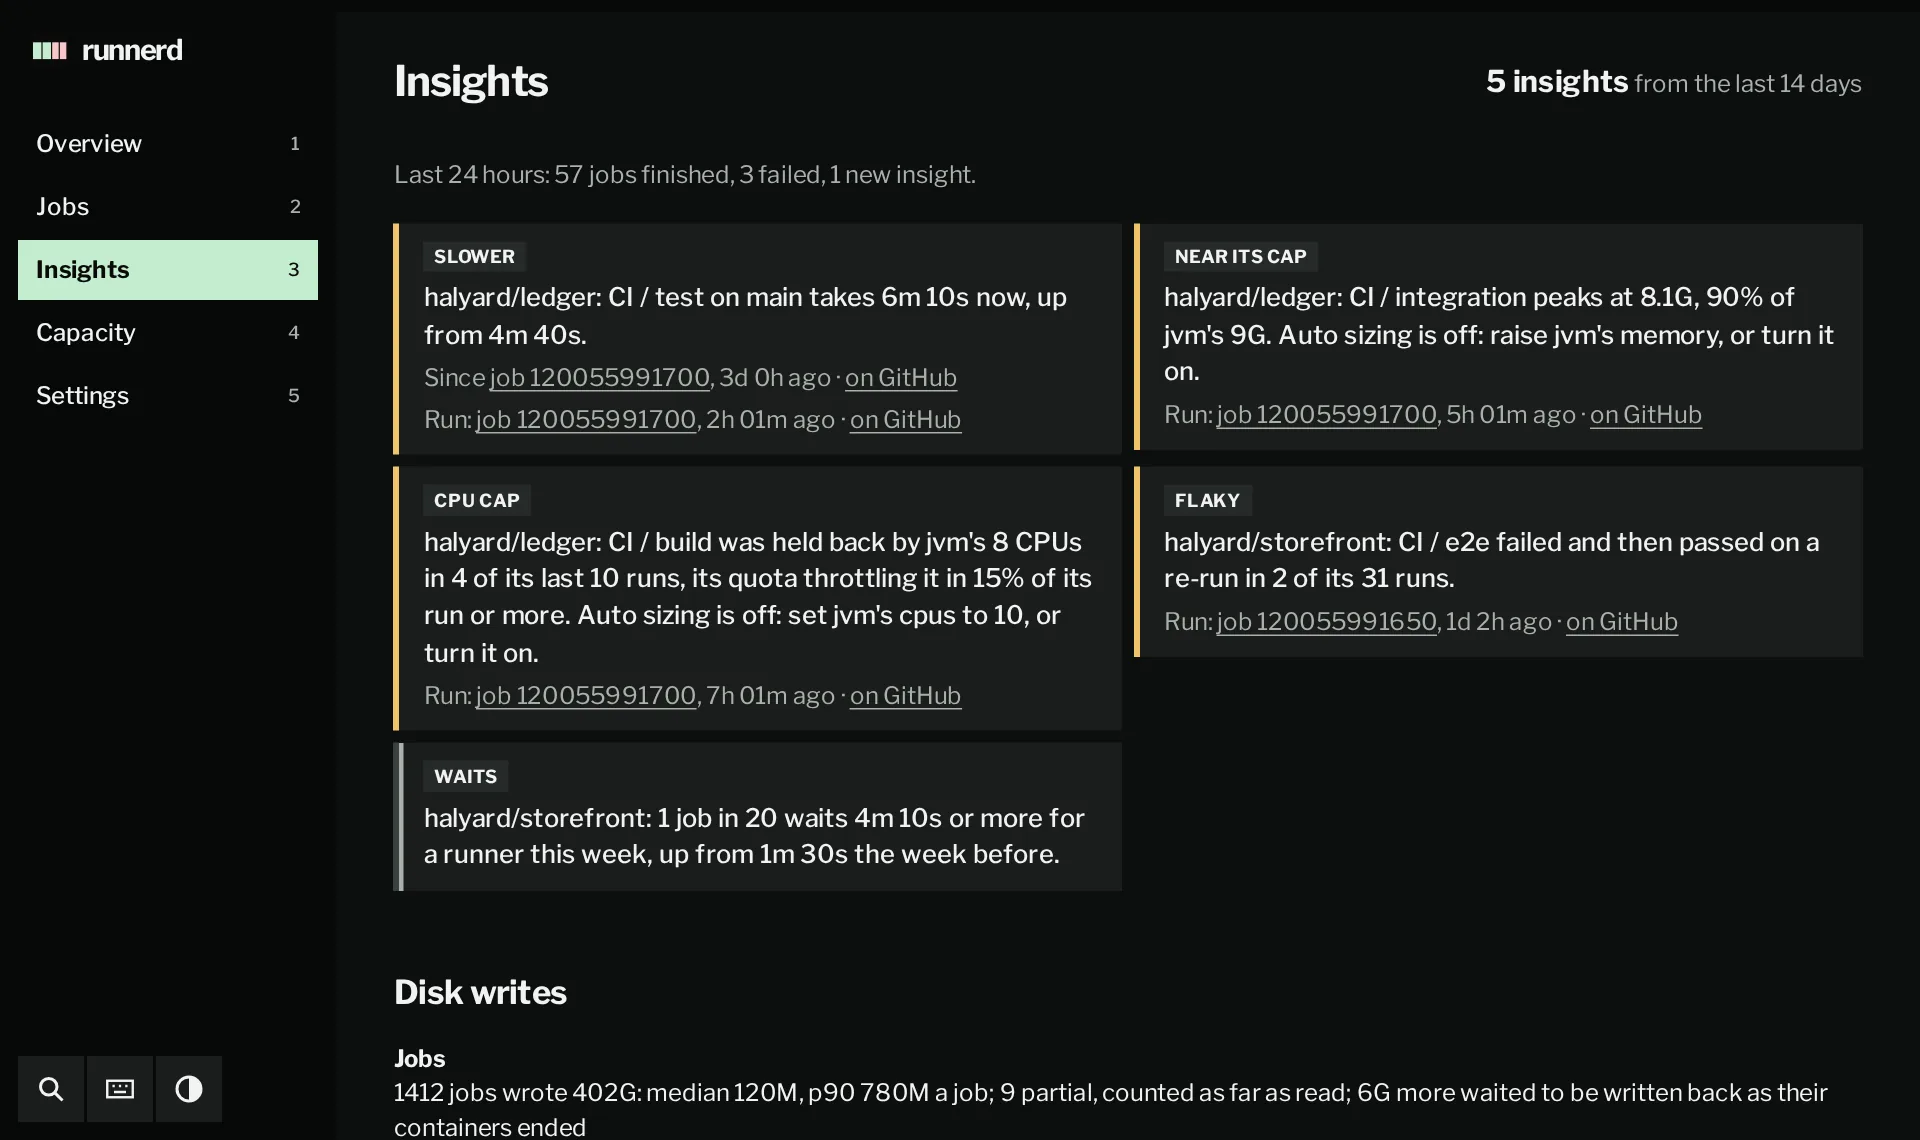 runnerd
Overview 1
Jobs 2
Insights 3
Capacity 4
Settings 5
Insights
5 insights from the last 14 days
Last 24 hours: 57 jobs finished, 3 failed, 1 new insight.
SLOWER
halyard/ledger: CI / test on main takes 6m 10s now, up
from 4m 40s.
Since job 120055991700, 3d 0h ago · on GitHub
Run: job 120055991700, 2h 01m ago · on GitHub
NEAR ITS CAP
halyard/ledger: CI / integration peaks at 8.1G, 90% of
jvm's 9G. Auto sizing is off: raise jvm's memory, or turn it
on.
Run: job 120055991700, 5h 01m ago · on GitHub
CPU CAP
halyard/ledger: CI / build was held back by jvm's 8 CPUs
in 4 of its last 10 runs, its quota throttling it in 15% of its
run or more. Auto sizing is off: set jvm's cpus to 10, or
turn it on.
Run: job 120055991700, 7h 01m ago · on GitHub
FLAKY
halyard/storefront: CI / e2e failed and then passed on a
re-run in 2 of its 31 runs.
Run: job 120055991650, 1d 2h ago · on GitHub
WAITS
halyard/storefront: 1 job in 20 waits 4m 10s or more for
a runner this week, up from 1m 30s the week before.
Disk writes
Jobs
1412 jobs wrote 402G: median 120M, p90 780M a job; 9 partial, counted as far as read; 6G more waited to be written back as their
containers ended